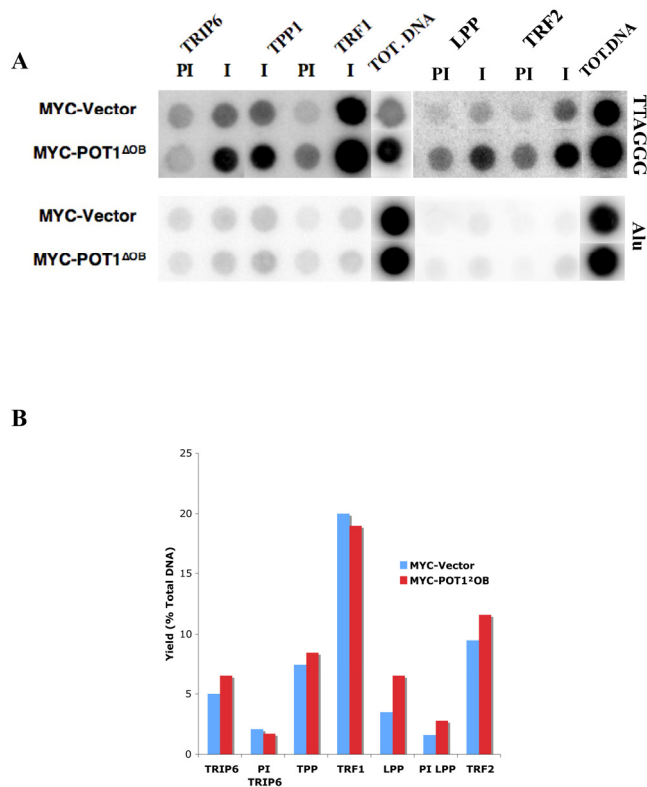 A
TRIP6 TPP1 TRF1 TOT. DNA LPP TRF2 TOT.DNA
PI I I PI I PI I PI I
MYC-Vector
MYC-POT1ΔOB
TTAGGG
MYC-Vector
MYC-POT1ΔOB
Alu
B
25
20
15
10
5
0
Yield (% Total DNA)
MYC-Vector
MYC-POT1²OB
TRIP6 PI TRIP6 TPP TRF1 LPP PI LPP TRF2